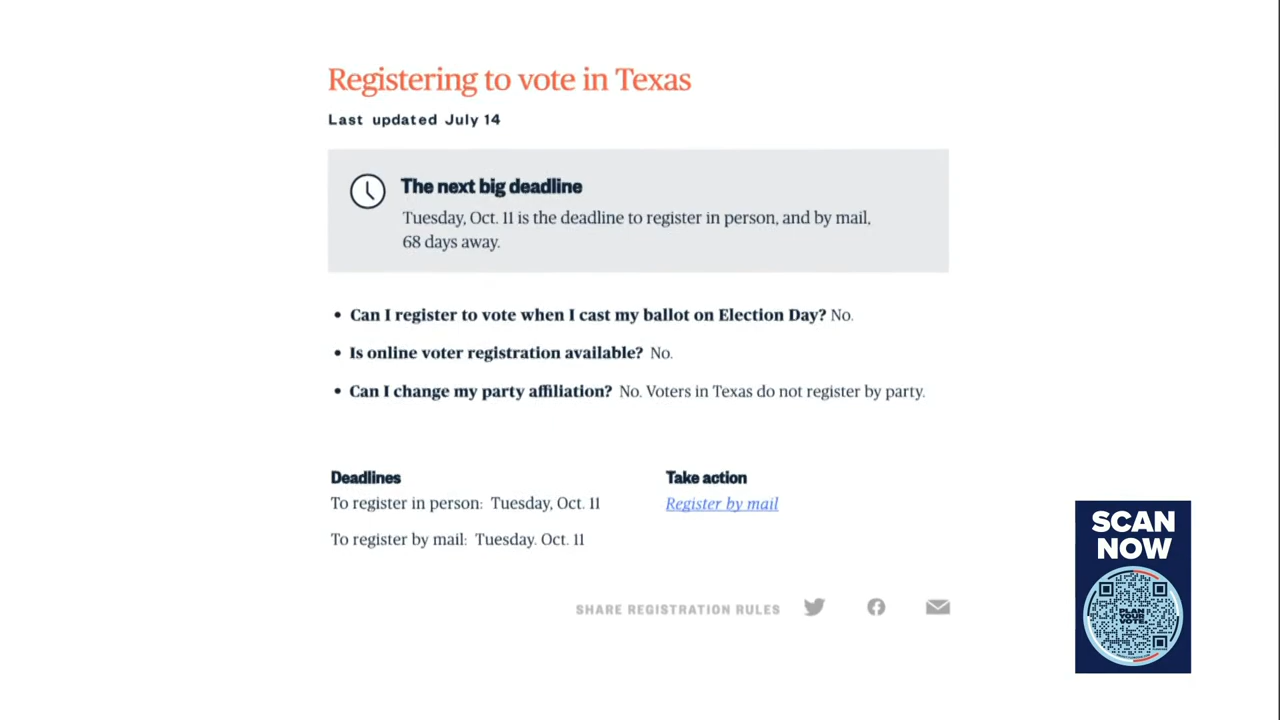 Registering to vote in Texas
Last updated July 14
The next big deadline
Tuesday, Oct. 11 is the deadline to register in person, and by mail,
68 days away.
• Can I register to vote when I cast my ballot on Election Day? No.
• Is online voter registration available? No.
• Can I change my party affiliation? No. Voters in Texas do not register by party.
Deadlines
To register in person: Tuesday, Oct. 11
To register by mail: Tuesday. Oct. 11
Take action
Register by mail
SHARE REGISTRATION RULES
SCAN
NOW
PLAN
YOUR
VOTE.